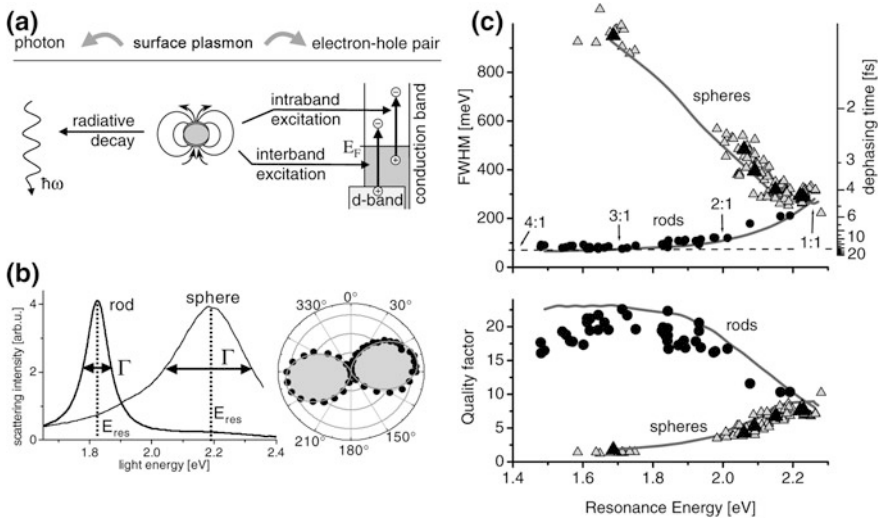 (a)
photon surface plasmon electron-hole pair
radiative
decay
ħω
intraband
excitation
interband
excitation
E_F
d-band
conduction band
(b)
scattering intensity [arb.u.]
4
2
0
rod
sphere
Γ
Γ
E_res
E_res
1.8 2.0 2.2 2.4
light energy [eV]
0°
330° 30°
210° 150°
180°
(c)
FWHM [meV]
800
600
400
200
0
spheres
rods
4:1
3:1
2:1
1:1
2
3
4
6
10
20
dephasing time [fs]
Quality factor
25
20
15
10
5
0
rods
spheres
1.4 1.6 1.8 2.0 2.2
Resonance Energy [eV]